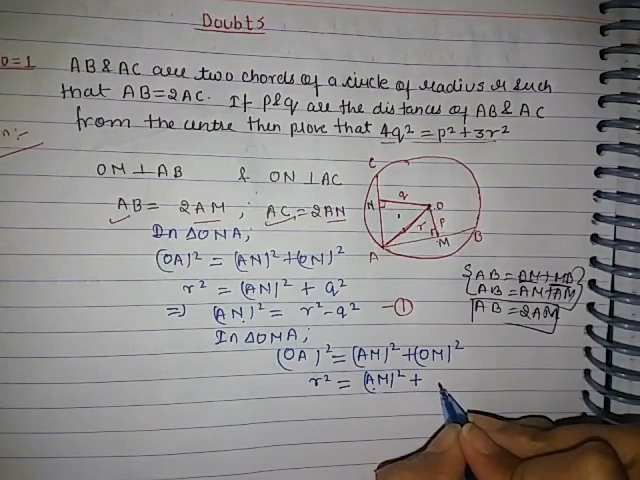 Doubts
AB & AC are two chords of a circle of radius r such
that AB=2AC. If p&q are the distances of AB & AC
from the centre then prove that 4q² = p² + 3r²
OM ⊥ AB & ON ⊥ AC
AB = 2AM ; AC = 2AN
In ΔONA;
(OA)² = (AN)² + (ON)²
r² = (AN)² + q²
=> (AN)² = r² - q² - ①
In ΔOMA;
(OA)² = (AM)² + (OM)²
r² = (AM)² +
C
N
q
O
r
P
M
B
A
{AB = AM + MB}
{AB = AM + AM}
AB = 2AM